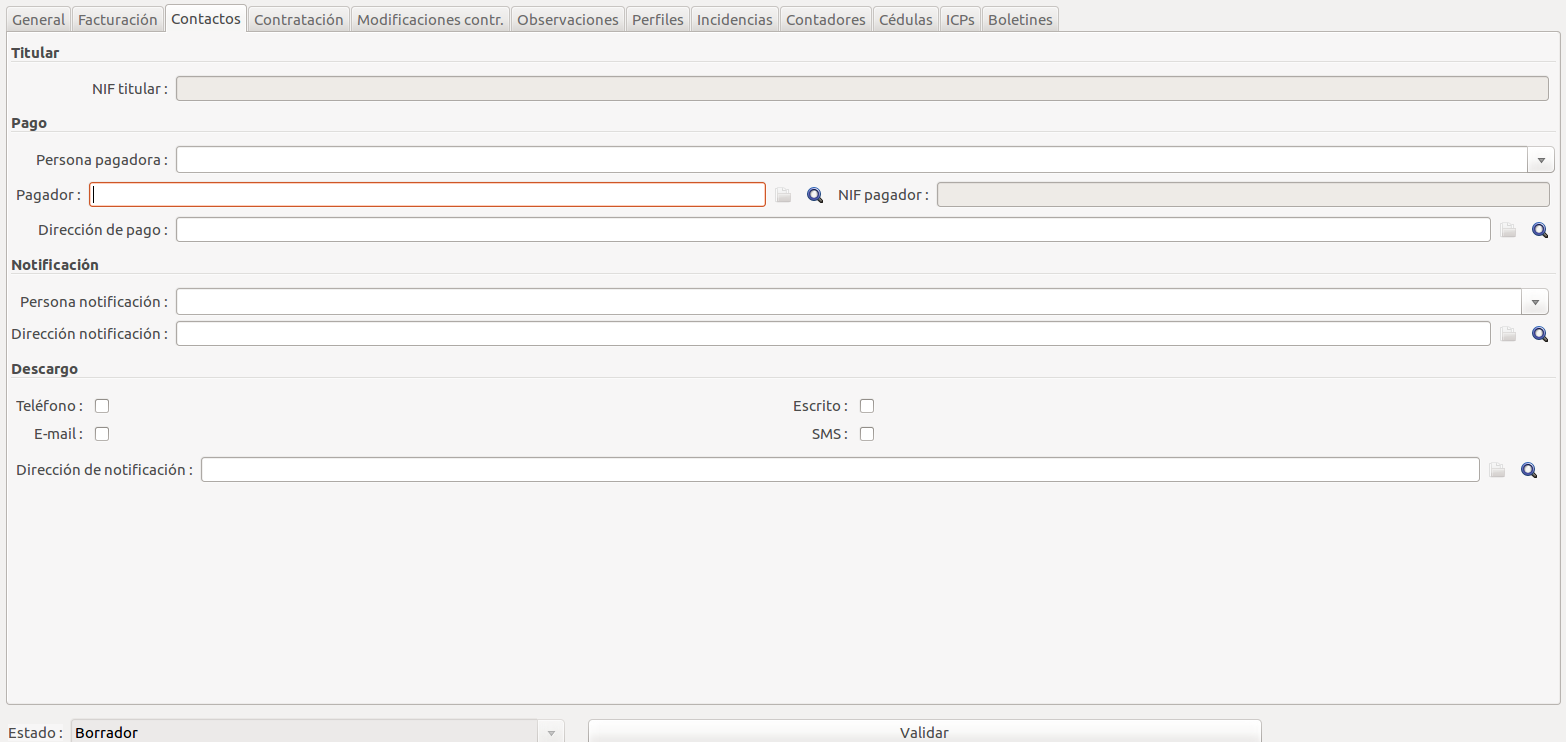 General Facturación Contactos Contratación Modificaciones contr. Observaciones Perfiles Incidencias Contadores Cédulas ICPs Boletines
Titular
NIF titular :
Pago
Persona pagadora :
Pagador : NIF pagador :
Dirección de pago :
Notificación
Persona notificación :
Dirección notificación :
Descargo
Teléfono : Escrito :
E-mail : SMS :
Dirección de notificación :
Estado : Borrador Validar